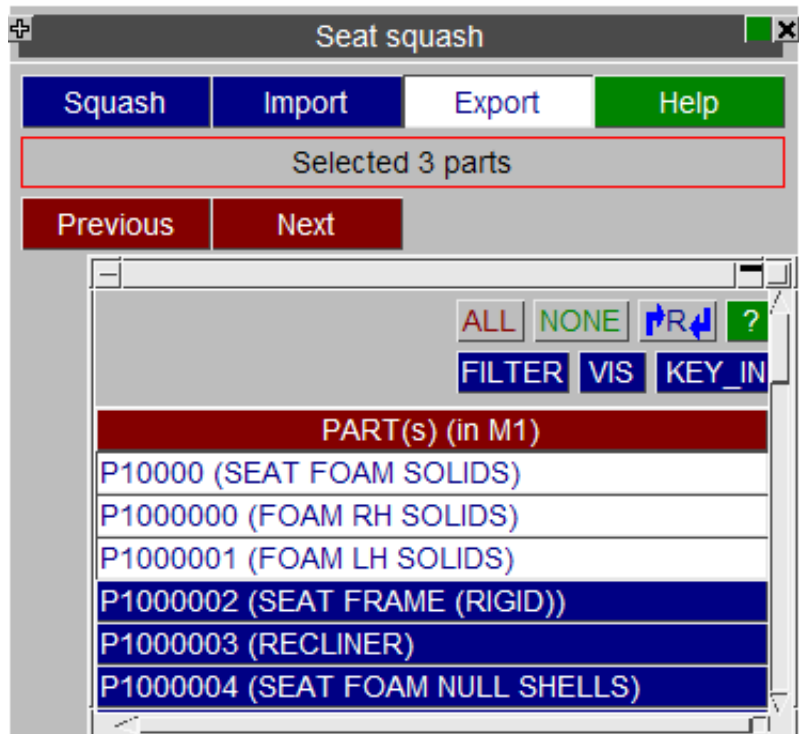 Seat squash
Squash Import Export Help
Selected 3 parts
Previous Next
ALL NONE R ?
FILTER VIS KEY_IN
PART(s) (in M1)
P10000 (SEAT FOAM SOLIDS)
P1000000 (FOAM RH SOLIDS)
P1000001 (FOAM LH SOLIDS)
P1000002 (SEAT FRAME (RIGID))
P1000003 (RECLINER)
P1000004 (SEAT FOAM NULL SHELLS)